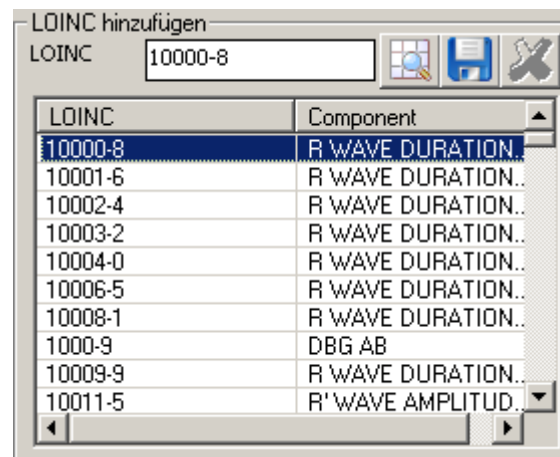 LOINC hinzufügen
LOINC 10000-8
LOINC Component
10000-8 R WAVE DURATION..
10001-6 R WAVE DURATION..
10002-4 R WAVE DURATION..
10003-2 R WAVE DURATION..
10004-0 R WAVE DURATION..
10006-5 R WAVE DURATION..
10008-1 R WAVE DURATION..
1000-9 DBG AB
10009-9 R WAVE DURATION..
10011-5 R' WAVE AMPLITUD..